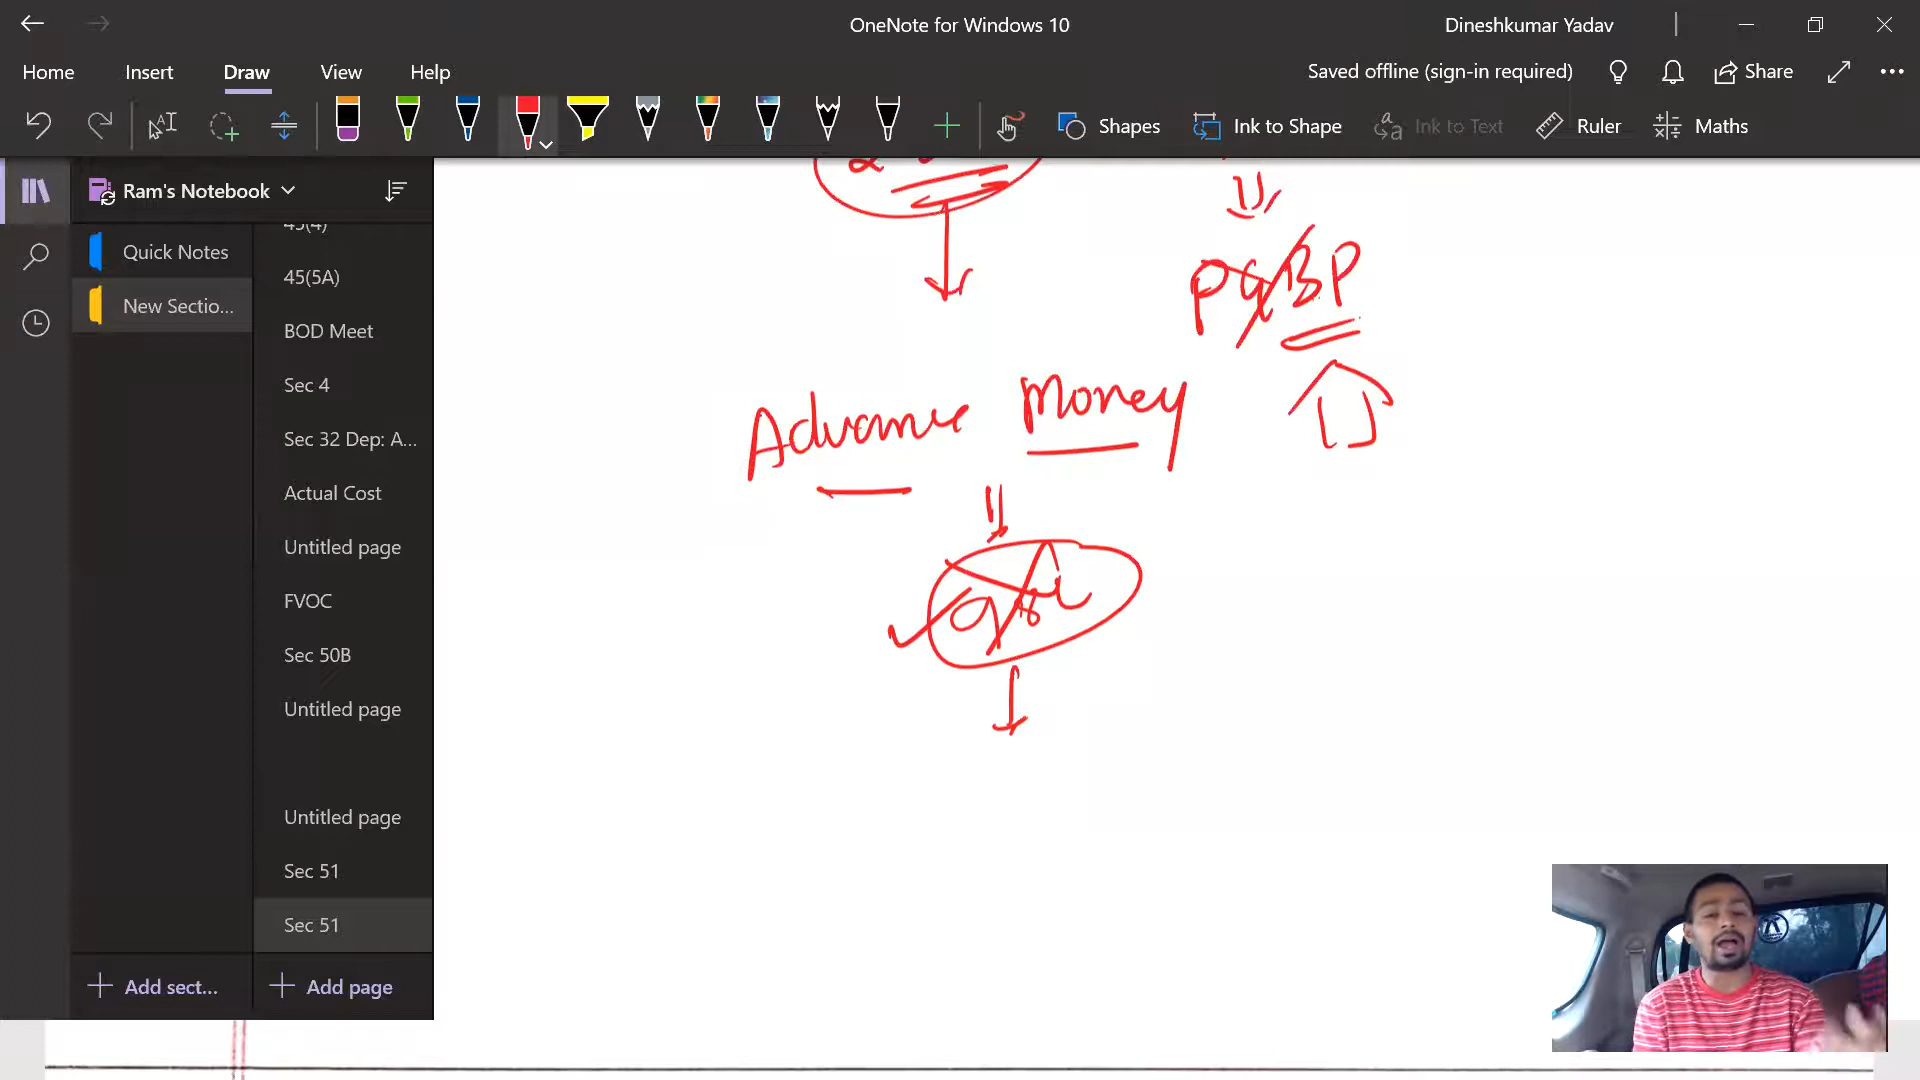 OneNote for Windows 10
Dineshkumar Yadav
Home
Insert
Draw
View
Help
Saved offline (sign-in required)
Share
Shapes
Ink to Shape
Ink to Text
Ruler
Maths
Ram's Notebook
Quick Notes
New Sectio...
45(4)
45(5A)
BOD Meet
Sec 4
Sec 32 Dep: A...
Actual Cost
Untitled page
FVOC
Sec 50B
Untitled page
Untitled page
Sec 51
Sec 51
Add sect...
Add page
PGBP
Advance Money